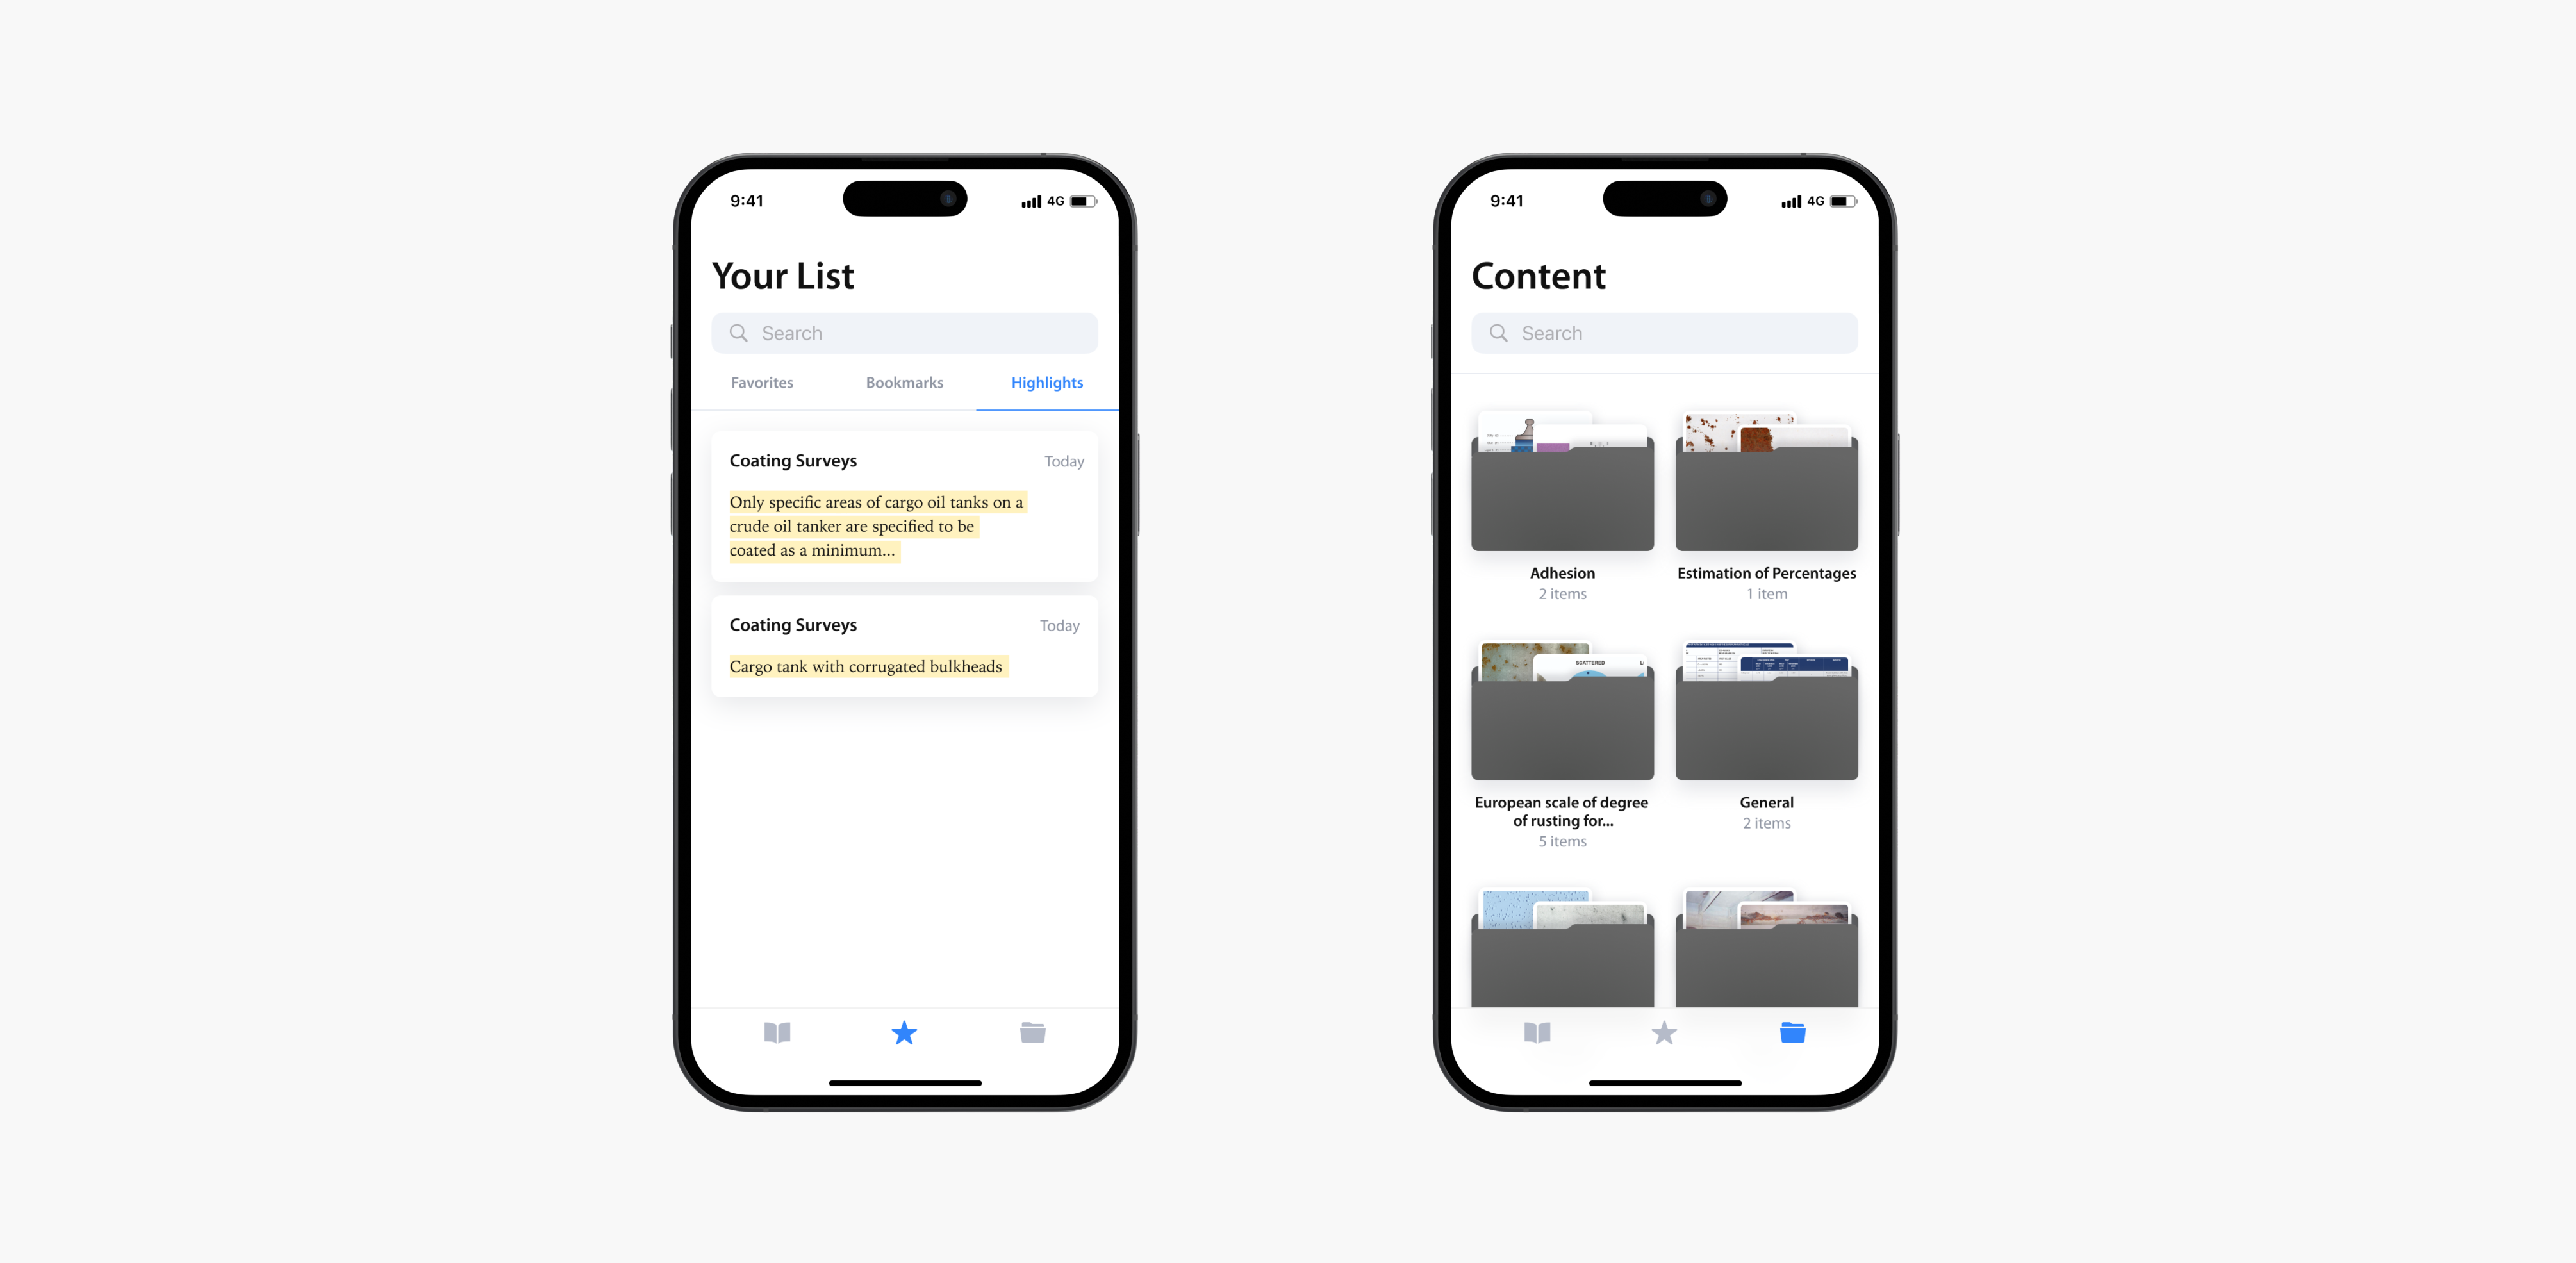 9:41
4G
Your List
Search
Favorites Bookmarks Highlights
Coating Surveys Today
Only specific areas of cargo oil tanks on a
crude oil tanker are specified to be
coated as a minimum...
Coating Surveys Today
Cargo tank with corrugated bulkheads
9:41
4G
Content
Search
Adhesion
2 items
Estimation of Percentages
1 item
SCATTERED
European scale of degree
of rusting for...
5 items
General
2 items